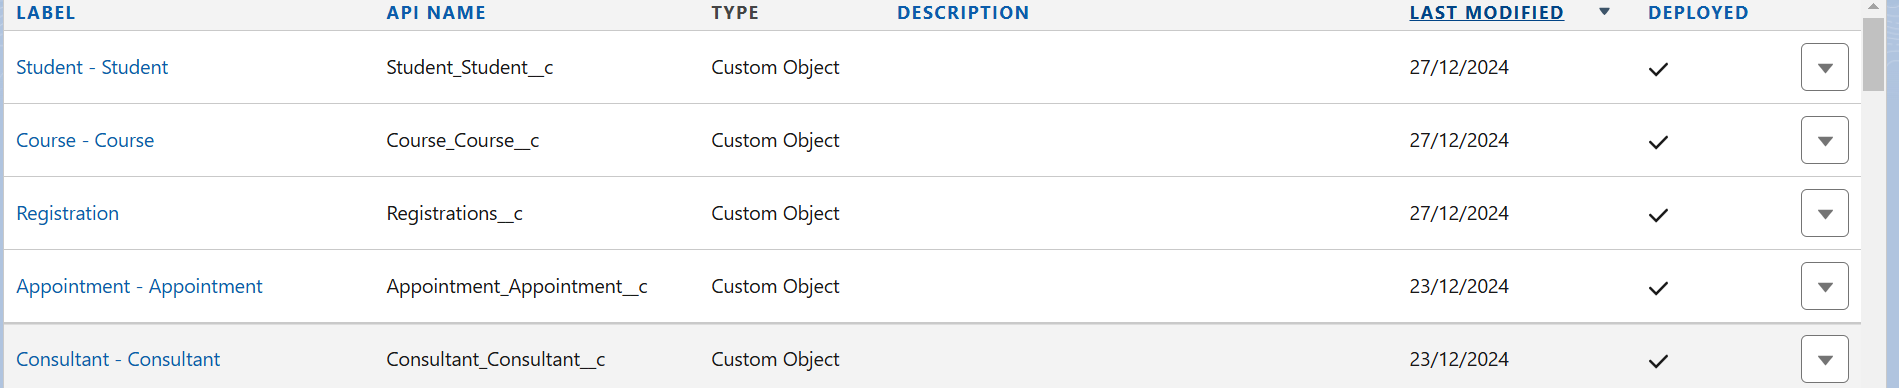 LABEL API NAME TYPE DESCRIPTION LAST MODIFIED DEPLOYED
Student - Student Student_Student__c Custom Object 27/12/2024
Course - Course Course_Course__c Custom Object 27/12/2024
Registration Registrations__c Custom Object 27/12/2024
Appointment - Appointment Appointment_Appointment__c Custom Object 23/12/2024
Consultant - Consultant Consultant_Consultant__c Custom Object 23/12/2024